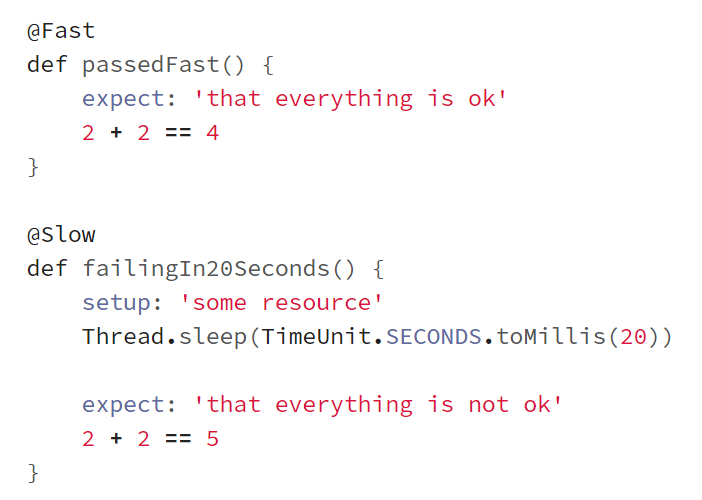 @Fast
def passedFast() {
    expect: 'that everything is ok'
    2 + 2 == 4
}

@Slow
def failingIn20Seconds() {
    setup: 'some resource'
    Thread.sleep(TimeUnit.SECONDS.toMillis(20))

    expect: 'that everything is not ok'
    2 + 2 == 5
}